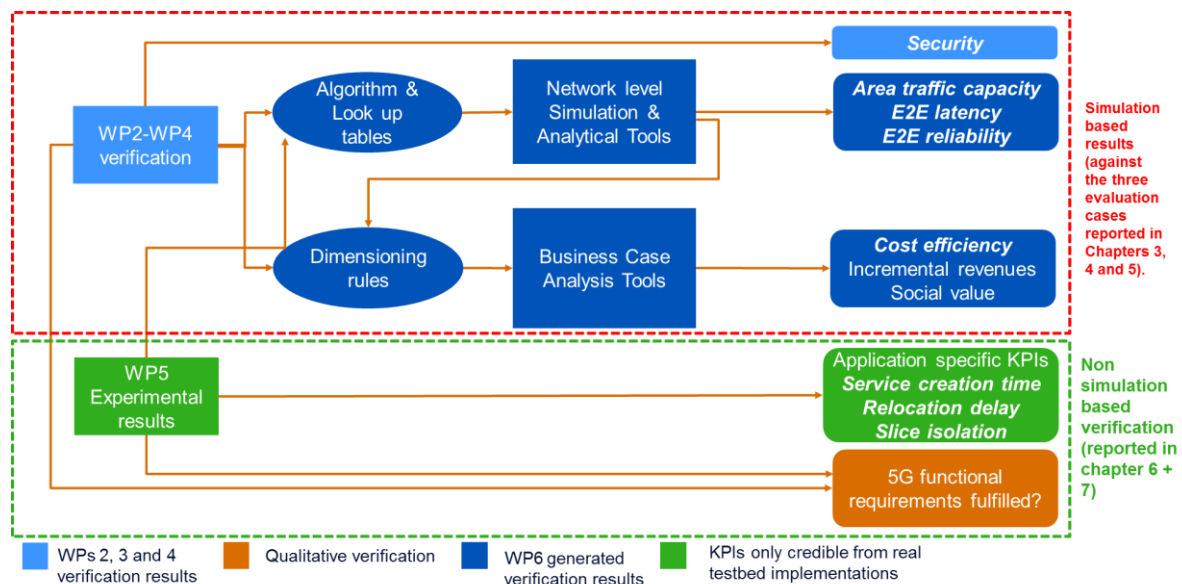 Security
Algorithm &
Look up
tables
Network level
Simulation &
Analytical Tools
Area traffic capacity
E2E latency
E2E reliability
WP2-WP4
verification
Simulation
based
results
(against
the three
evaluation
cases
reported in
Chapters 3,
4 and 5).
Dimensioning
rules
Business Case
Analysis Tools
Cost efficiency
Incremental revenues
Social value
WP5
Experimental
results
Application specific KPIs
Service creation time
Relocation delay
Slice isolation
Non
simulation
based
verification
(reported in
chapter 6 +
7)
5G functional
requirements fulfilled?
WPs 2, 3 and 4
verification results
Qualitative verification
WP6 generated
verification results
KPIs only credible from real
testbed implementations